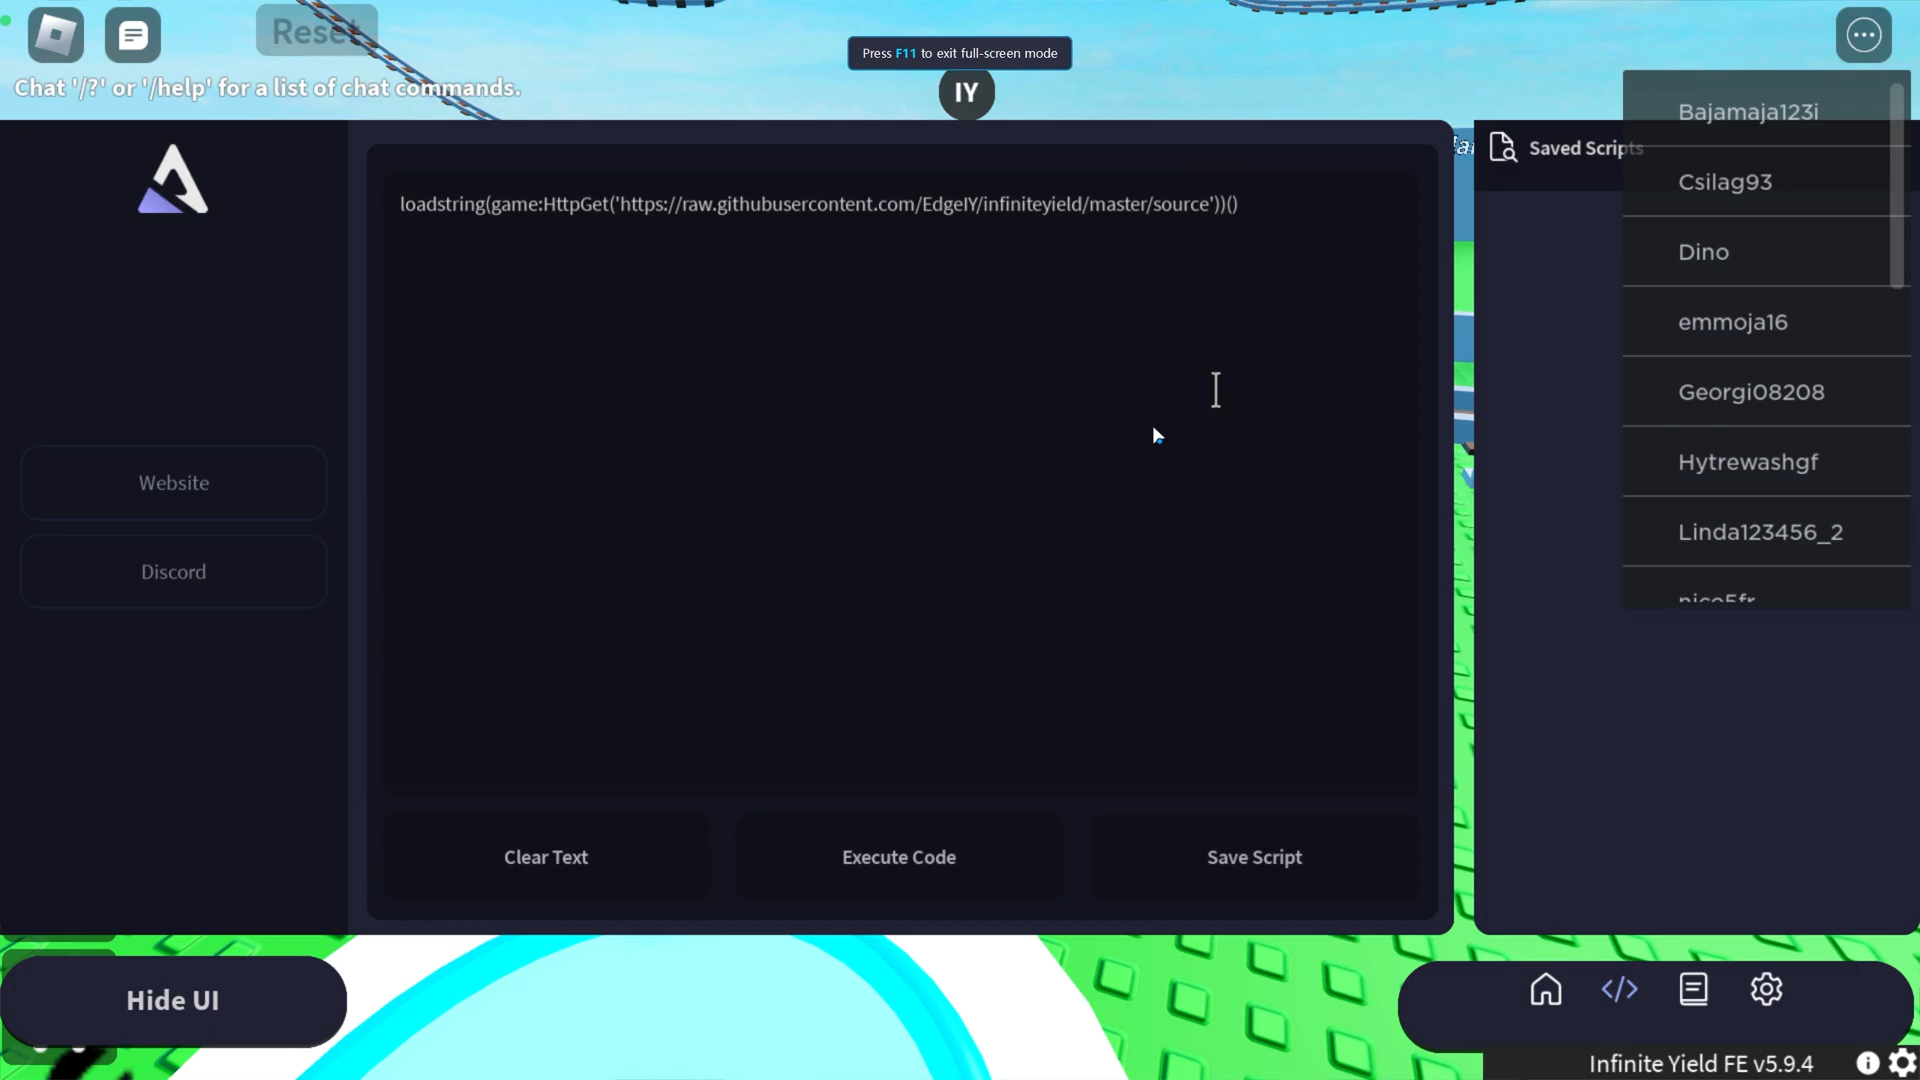 Reset
Press F11 to exit full-screen mode
Chat '/?' or '/help' for a list of chat commands.
IY
Bajamaja123i
Saved Scripts
Csilag93
loadstring(game:HttpGet('https://raw.githubusercontent.com/EdgeIY/infiniteyield/master/source'))()
Dino
emmoja16
Georgi08208
Hytrewashgf
Website
Linda123456_2
Discord
nico5fr
Clear Text
Execute Code
Save Script
Hide UI
Infinite Yield FE v5.9.4